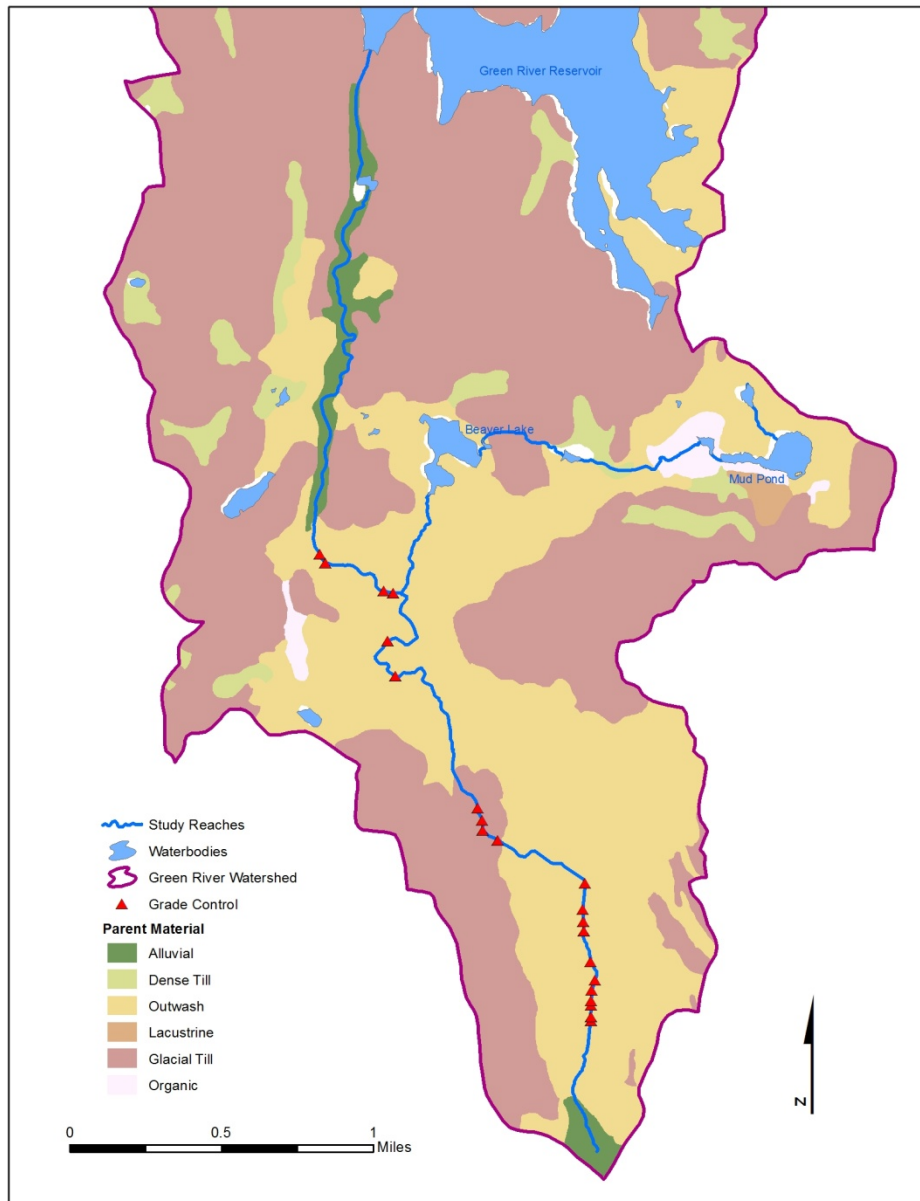 Green River Reservoir
Beaver Lake
Mud Pond
Study Reaches
Waterbodies
Green River Watershed
Grade Control
Parent Material
Alluvial
Dense Till
Outwash
Lacustrine
Glacial Till
Organic
N
0 0.5 1
Miles